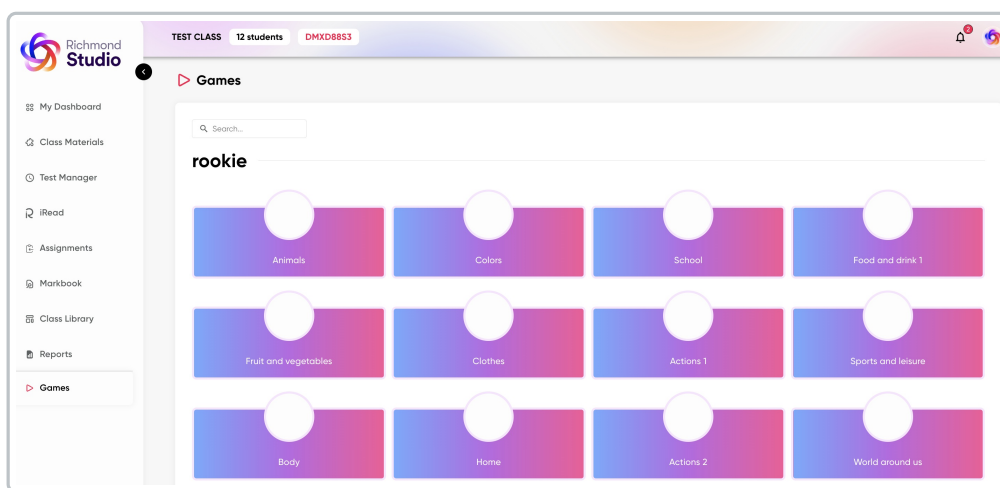 Richmond
Studio
TEST CLASS 12 students DMXD88S3
2
Games
My Dashboard
Class Materials
Test Manager
iRead
Assignments
Markbook
Class Library
Reports
Games
Search...
rookie
Animals Colors School Food and drink 1
Fruit and vegetables Clothes Actions 1 Sports and leisure
Body Home Actions 2 World around us